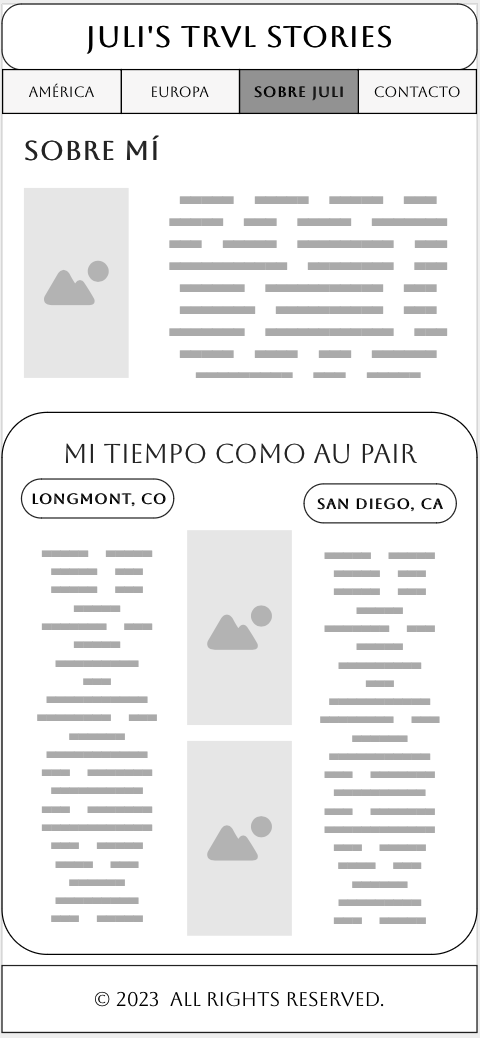 JULI'S TRVL STORIES
AMÉRICA
EUROPA
SOBRE JULI
CONTACTO
SOBRE MÍ
MI TIEMPO COMO AU PAIR
LONGMONT, CO
SAN DIEGO, CA
© 2023 ALL RIGHTS RESERVED.